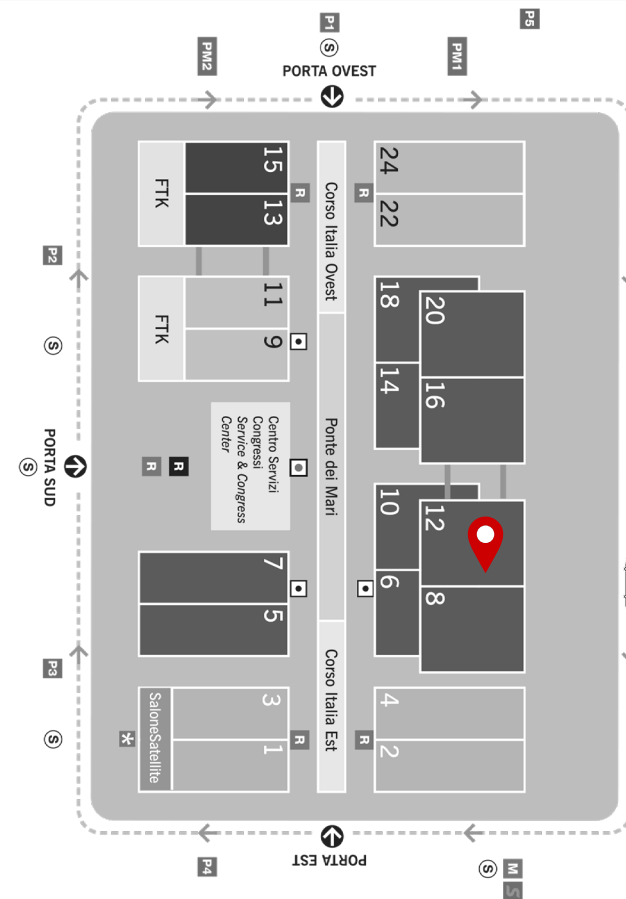 P1
P5
S
PM2
PM1
PORTA OVEST
15
13
FTK
R
Corso Italia Ovest
R
24
22
P2
S
11
9
FTK
18
20
14
16
Ponte dei Mari
Centro Servizi
Congressi
Service & Congress
Center
R
R
PORTA SUD
S
10
12
6
8
7
5
P3
S
3
1
SaloneSatellite
*
R
Corso Italia Est
R
4
2
PORTA EST
P4
S
M
S